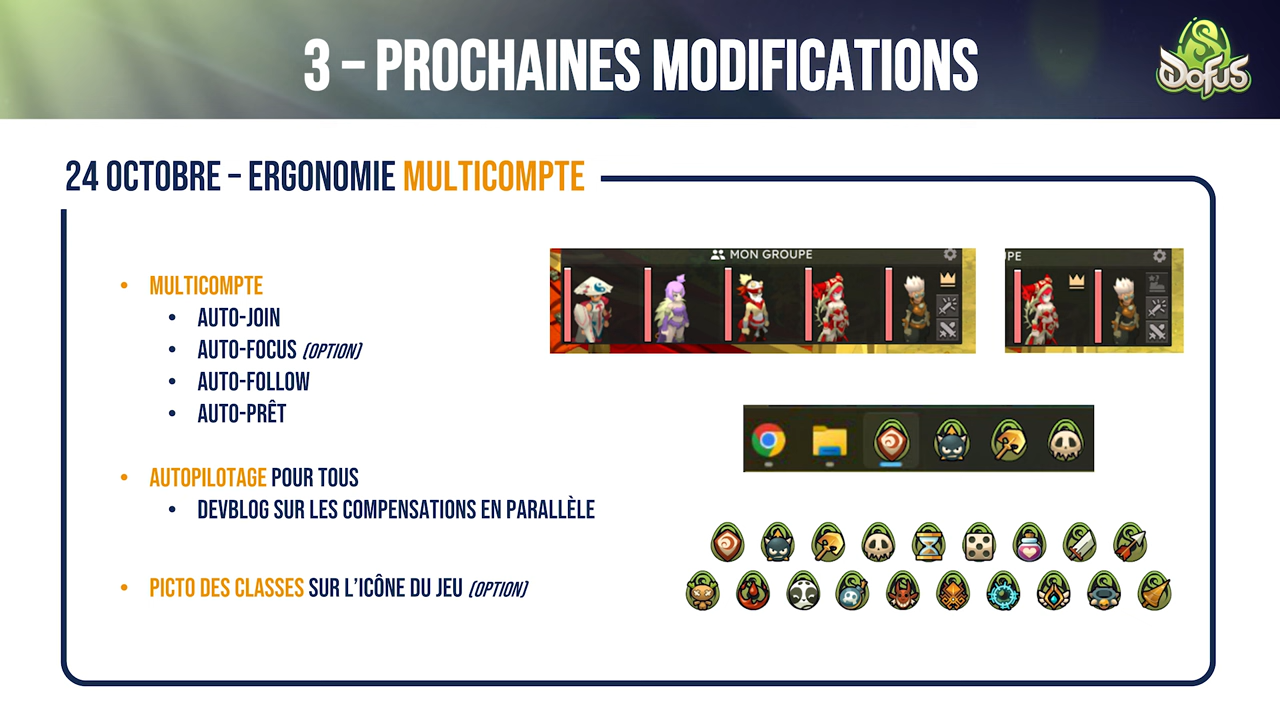 3 – PROCHAINES MODIFICATIONS
DOFUS
24 OCTOBRE – ERGONOMIE MULTICOMPTE
• MULTICOMPTE
• AUTO-JOIN
• AUTO-FOCUS (OPTION)
• AUTO-FOLLOW
• AUTO-PRÊT
• AUTOPILOTAGE POUR TOUS
• DEVBLOG SUR LES COMPENSATIONS EN PARALLÈLE
• PICTO DES CLASSES SUR L'ICÔNE DU JEU (OPTION)
MON GROUPE
PE